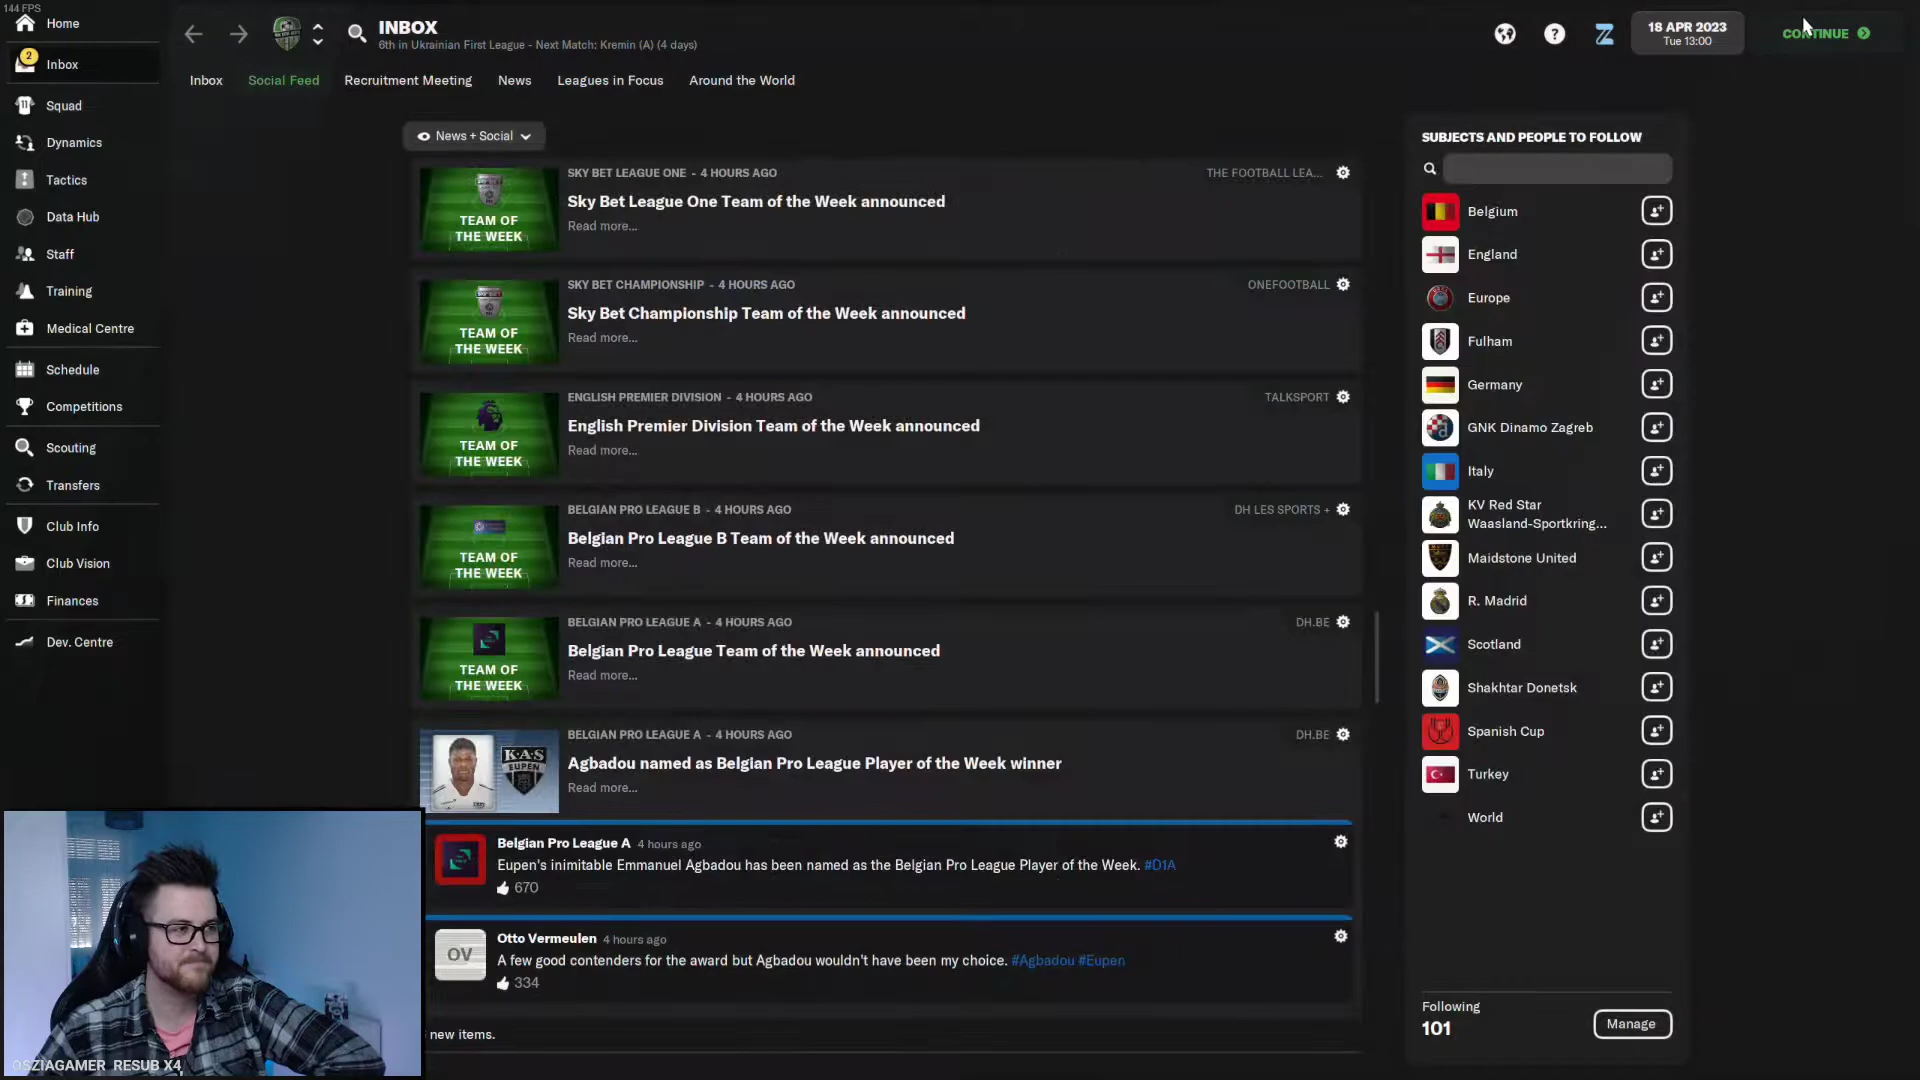 144 FPS
Home
2
Inbox
Squad
Dynamics
Tactics
Data Hub
Staff
Training
Medical Centre
Schedule
Competitions
Scouting
Transfers
Club Info
Club Vision
Finances
Dev. Centre
INBOX
6th in Ukrainian First League - Next Match: Kremin (A) (4 days)
?
18 APR 2023
Tue 13:00
CONTINUE
Inbox Social Feed Recruitment Meeting News Leagues in Focus Around the World
News + Social
TEAM OF
THE WEEK
SKY BET LEAGUE ONE - 4 HOURS AGO
THE FOOTBALL LEA...
Sky Bet League One Team of the Week announced
Read more...
TEAM OF
THE WEEK
SKY BET CHAMPIONSHIP - 4 HOURS AGO
ONEFOOTBALL
Sky Bet Championship Team of the Week announced
Read more...
TEAM OF
THE WEEK
ENGLISH PREMIER DIVISION - 4 HOURS AGO
TALKSPORT
English Premier Division Team of the Week announced
Read more...
TEAM OF
THE WEEK
BELGIAN PRO LEAGUE B - 4 HOURS AGO
DH LES SPORTS +
Belgian Pro League B Team of the Week announced
Read more...
TEAM OF
THE WEEK
BELGIAN PRO LEAGUE A - 4 HOURS AGO
DH.BE
Belgian Pro League Team of the Week announced
Read more...
K.A.S
EUPEN
BELGIAN PRO LEAGUE A - 4 HOURS AGO
DH.BE
Agbadou named as Belgian Pro League Player of the Week winner
Read more...
Belgian Pro League A 4 hours ago
Eupen's inimitable Emmanuel Agbadou has been named as the Belgian Pro League Player of the Week. #D1A
670
OV
Otto Vermeulen 4 hours ago
A few good contenders for the award but Agbadou wouldn't have been my choice. #Agbadou #Eupen
334
new items.
SUBJECTS AND PEOPLE TO FOLLOW
Belgium
England
Europe
Fulham
Germany
GNK Dinamo Zagreb
Italy
KV Red Star
Waasland-Sportkring...
Maidstone United
R. Madrid
Scotland
Shakhtar Donetsk
Spanish Cup
Turkey
World
Following
101
Manage
OSZIAGAMER RESUB X4